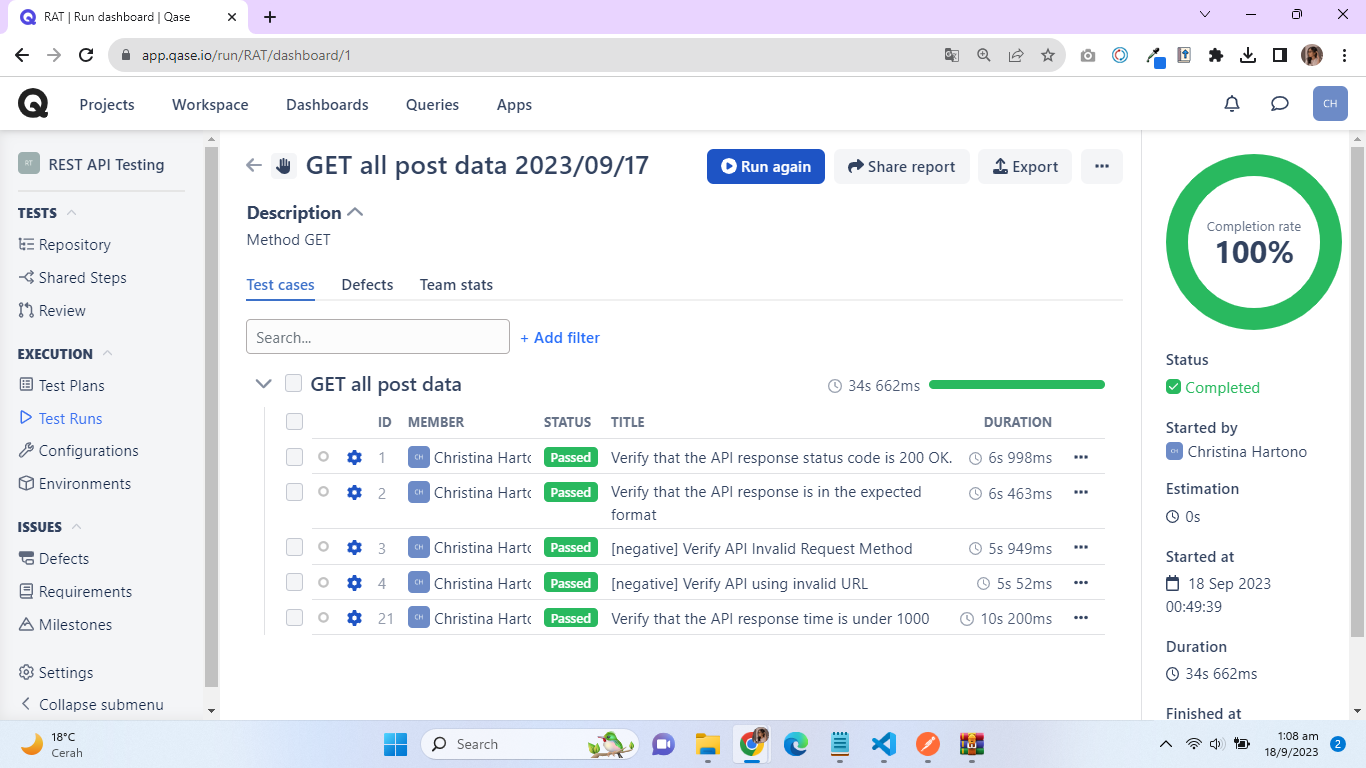 RAT | Run dashboard | Qase
app.qase.io/run/RAT/dashboard/1
Projects
Workspace
Dashboards
Queries
Apps
CH
RT
REST API Testing
TESTS
Repository
Shared Steps
Review
EXECUTION
Test Plans
Test Runs
Configurations
Environments
ISSUES
Defects
Requirements
Milestones
Settings
Collapse submenu
GET all post data 2023/09/17
Run again
Share report
Export
Description
Method GET
Test cases
Defects
Team stats
Search...
+ Add filter
GET all post data
34s 662ms
ID MEMBER STATUS TITLE DURATION
1 CH Christina Harto Passed Verify that the API response status code is 200 OK. 6s 998ms
2 CH Christina Harto Passed Verify that the API response is in the expected 6s 463ms
format
3 CH Christina Harto Passed [negative] Verify API Invalid Request Method 5s 949ms
4 CH Christina Harto Passed [negative] Verify API using invalid URL 5s 52ms
21 CH Christina Harto Passed Verify that the API response time is under 1000 10s 200ms
Completion rate
100%
Status
Completed
Started by
CH Christina Hartono
Estimation
0s
Started at
18 Sep 2023
00:49:39
Duration
34s 662ms
Finished at
18°C
Cerah
Search
1:08 am
18/9/2023
2